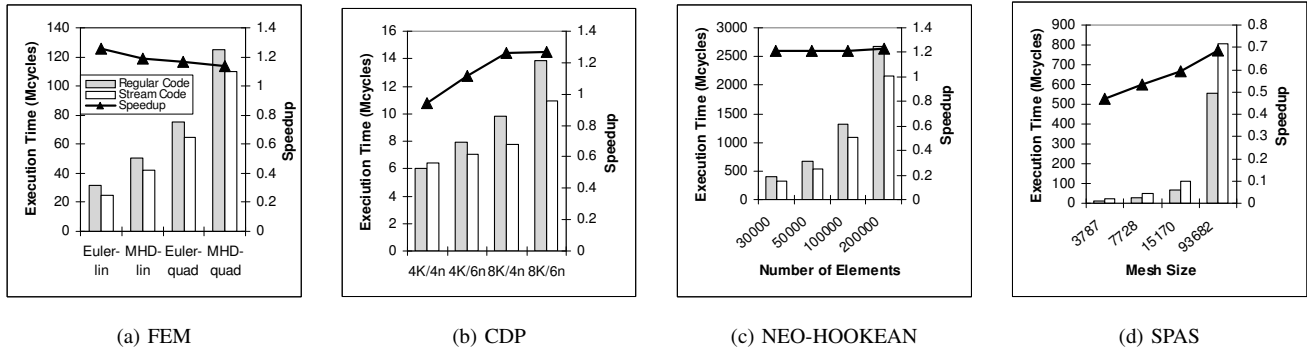 Execution Time (Mcycles)
140
120
100
80
60
40
20
0
Regular Code
Stream Code
Speedup
1.4
1.2
1
0.8
0.6
0.4
0.2
0
Speedup
Euler-
lin
MHD-
lin
Euler-
quad
MHD-
quad
(a) FEM
Execution Time (Mcycles)
16
14
12
10
8
6
4
2
0
1.6
1.4
1.2
1
0.8
0.6
0.4
0.2
0
Speedup
4K/4n 4K/6n 8K/4n 8K/6n
(b) CDP
Execution Time (Mcycles)
3000
2500
2000
1500
1000
500
0
1.4
1.2
1
0.8
0.6
0.4
0.2
0
Speedup
30000
50000
100000
200000
Number of Elements
(c) NEO-HOOKEAN
Execution Time (Mcycles)
900
800
700
600
500
400
300
200
100
0
0.8
0.7
0.6
0.5
0.4
0.3
0.2
0.1
0
Speedup
3787
7728
15170
93682
Mesh Size
(d) SPAS